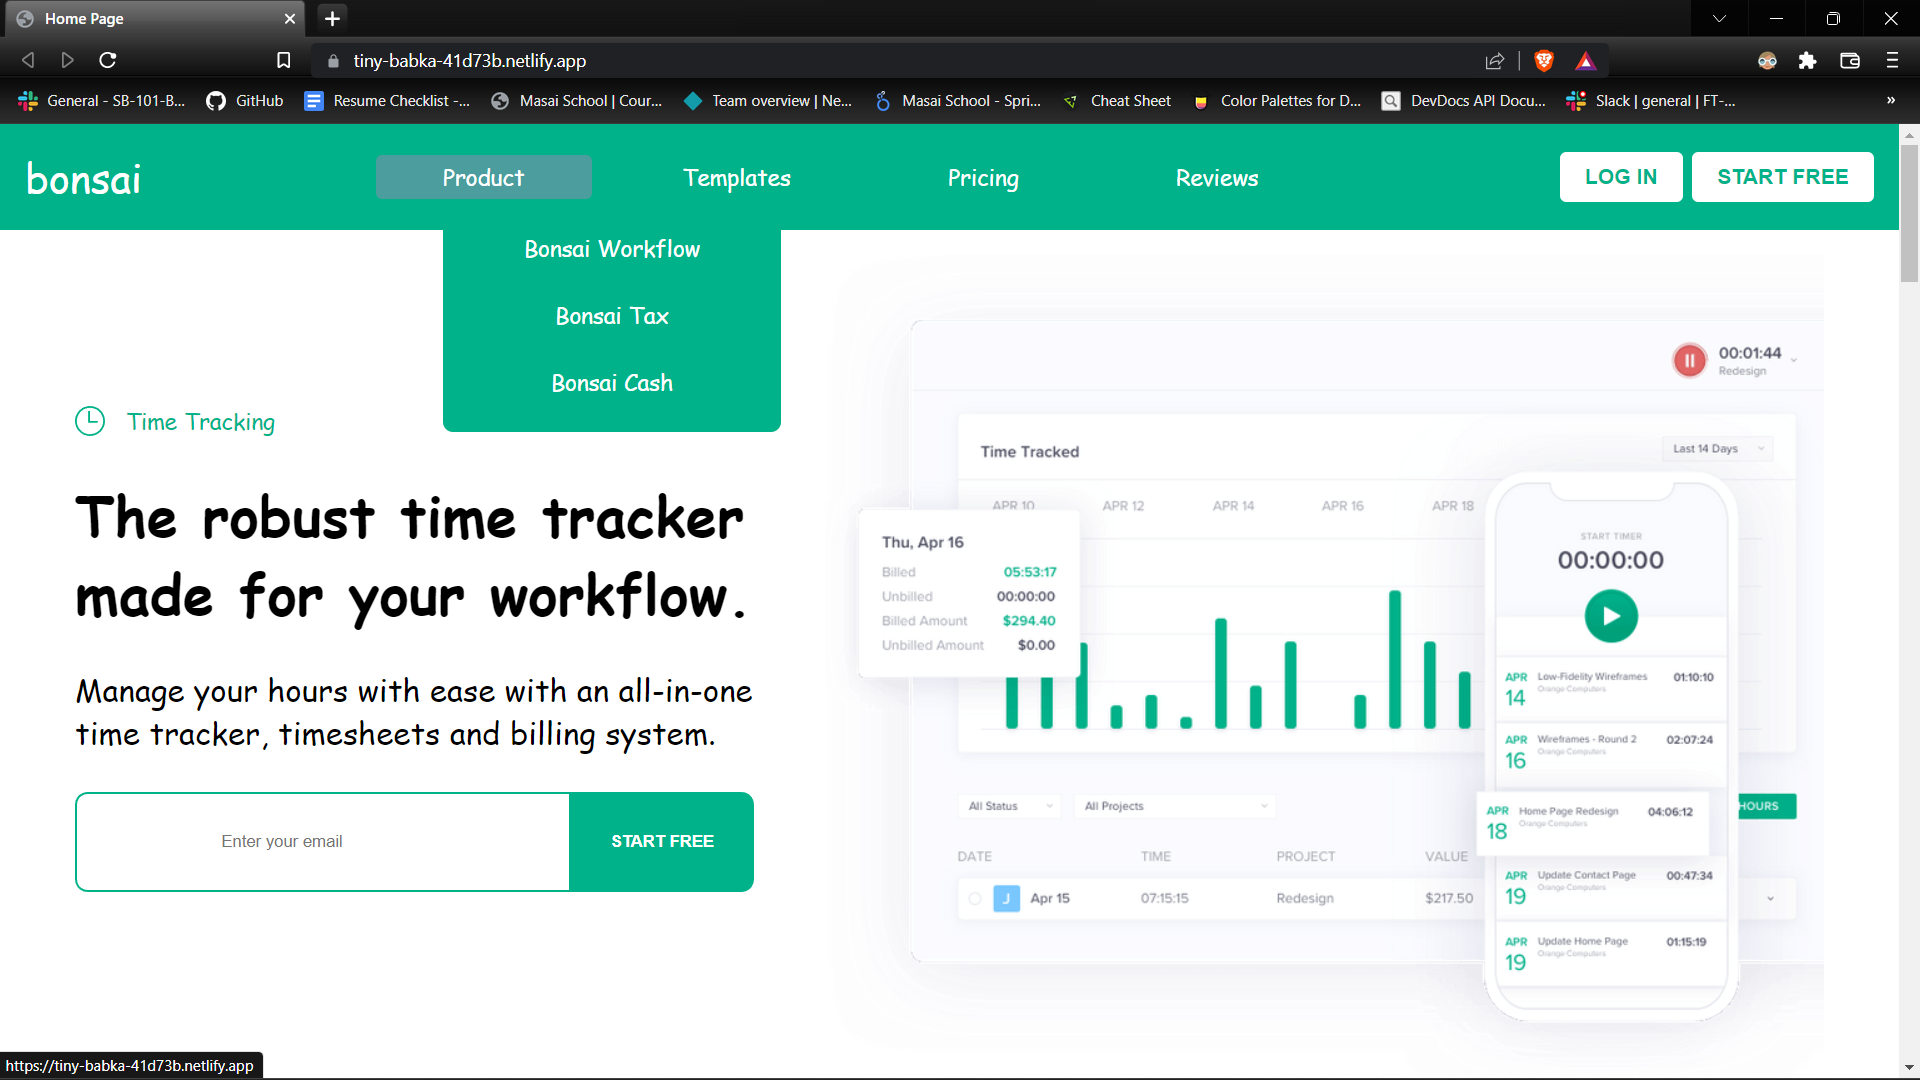 Home Page
tiny-babka-41d73b.netlify.app
General - SB-101-B...
GitHub
Resume Checklist -...
Masai School | Cour...
Team overview | Ne...
Masai School - Spri...
Cheat Sheet
Color Palettes for D...
DevDocs API Docu...
Slack | general | FT-...
»
bonsai
Product
Templates
Pricing
Reviews
LOG IN
START FREE
Bonsai Workflow
Bonsai Tax
Bonsai Cash
Time Tracking
The robust time tracker
made for your workflow.
Manage your hours with ease with an all-in-one
time tracker, timesheets and billing system.
Enter your email
START FREE
00:01:44
Redesign
Time Tracked
Last 14 Days
APR 10
APR 12
APR 14
APR 16
APR 18
Thu, Apr 16
Billed 05:53:17
Unbilled 00:00:00
Billed Amount $294.40
Unbilled Amount $0.00
All Status
All Projects
HOURS
DATE TIME PROJECT VALUE
J Apr 15 07:15:15 Redesign $217.50
START TIMER
00:00:00
APR 14 Low-Fidelity Wireframes 01:10:10
Orange Computers
APR 16 Wireframes - Round 2 02:07:24
Orange Computers
APR 18 Home Page Redesign 04:06:12
Orange Computers
APR 19 Update Contact Page 00:47:34
Orange Computers
APR 19 Update Home Page 01:15:19
Orange Computers
https://tiny-babka-41d73b.netlify.app